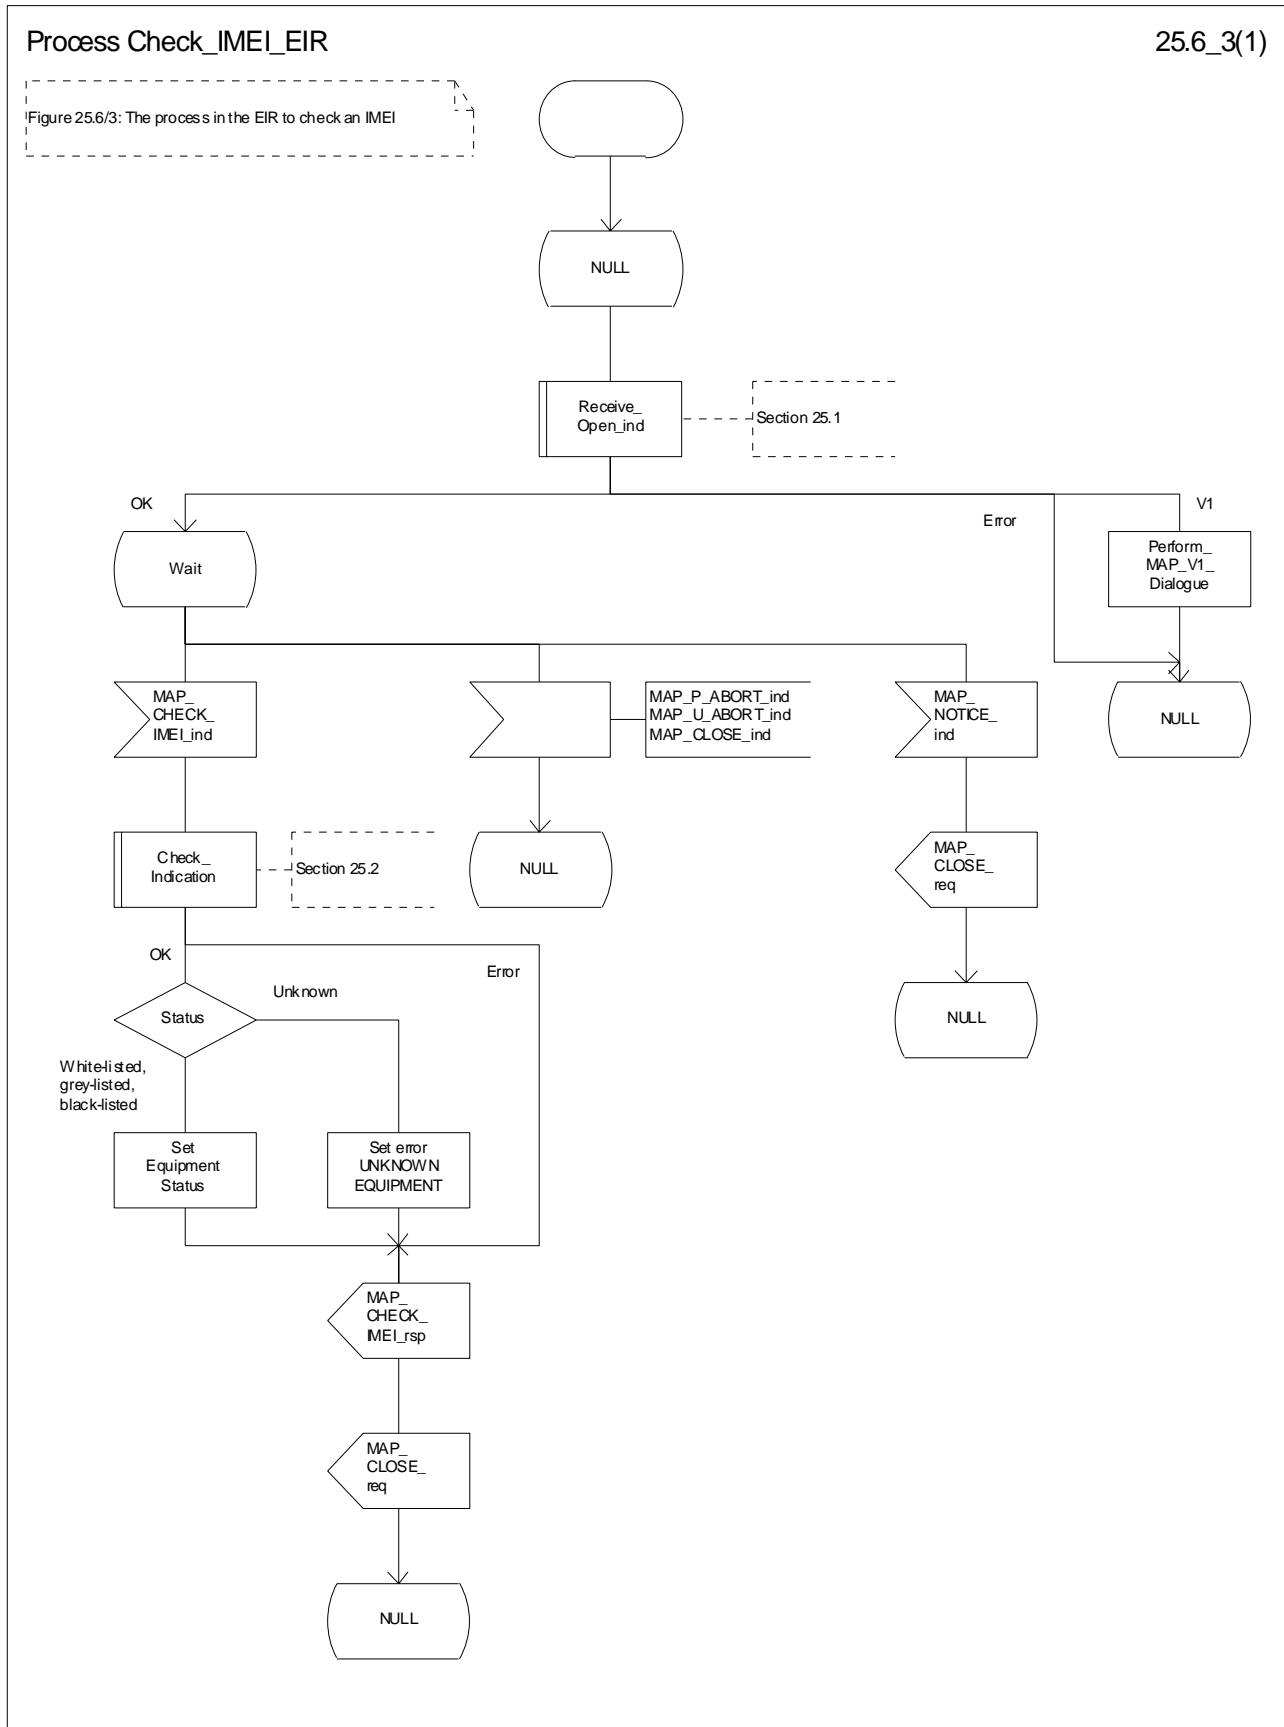 Process Check_IMEI_EIR
25.6_3(1)
Figure 25.6/3: The process in the EIR to check an IMEI
NULL
Receive_
Open_ind
Section 25.1
OK
Error
V1
Wait
Perform_
MAP_V1_
Dialogue
MAP_
CHECK_
IMEI_ind
MAP_P_ABORT_ind
MAP_U_ABORT_ind
MAP_CLOSE_ind
MAP_
NOTICE_
ind
NULL
Check_
Indication
Section 25.2
NULL
MAP_
CLOSE_
req
OK
Error
Status
Unknown
NULL
White-listed,
grey-listed,
black-listed
Set
Equipment
Status
Set error
UNKNOWN
EQUIPMENT
MAP_
CHECK_
IMEI_rsp
MAP_
CLOSE_
req
NULL